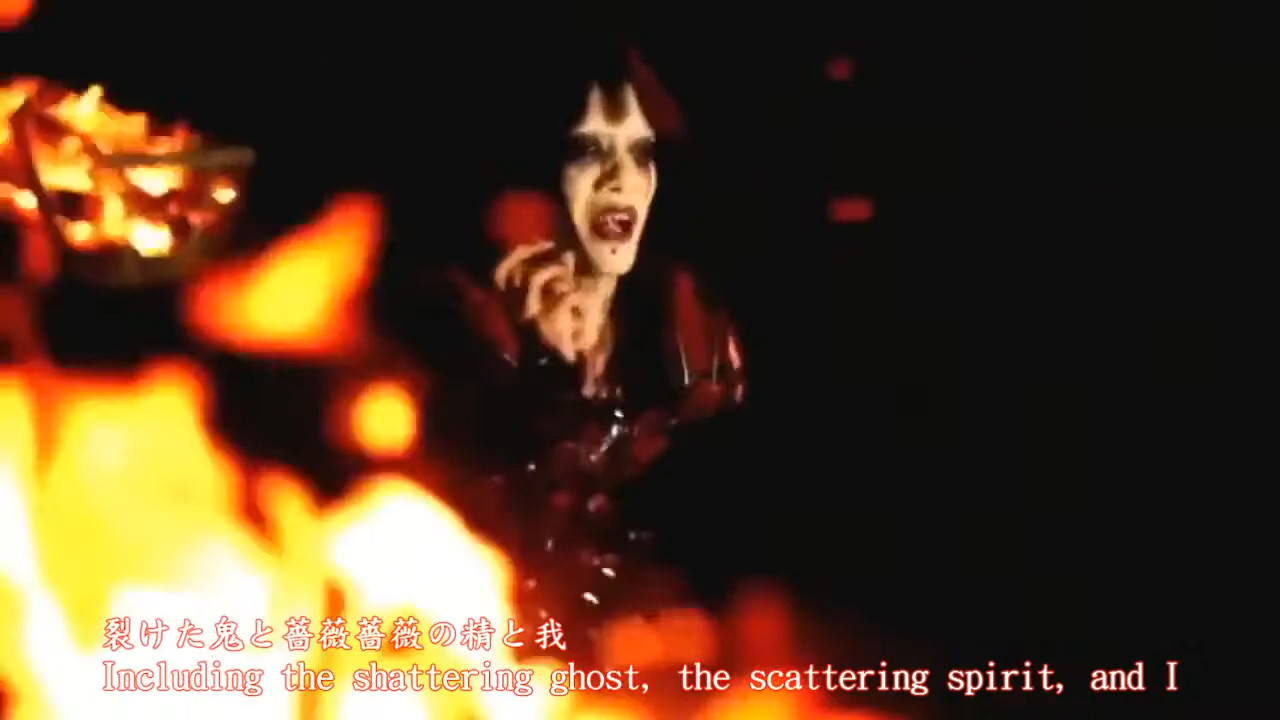 裂けた鬼と薔薇薔薇の精と我
Including the shattering ghost, the scattering spirit, and I